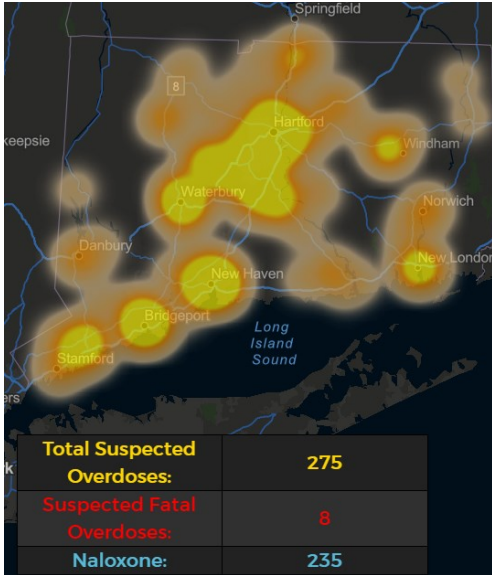 Springfield
8
Hartford
keepsie
Windham
Waterbury
Norwich
Danbury
New London
New Haven
Bridgeport
Long
Island
Sound
Stamford
ers
rk
Total Suspected
Overdoses:
275
Suspected Fatal
Overdoses:
8
Naloxone:
235